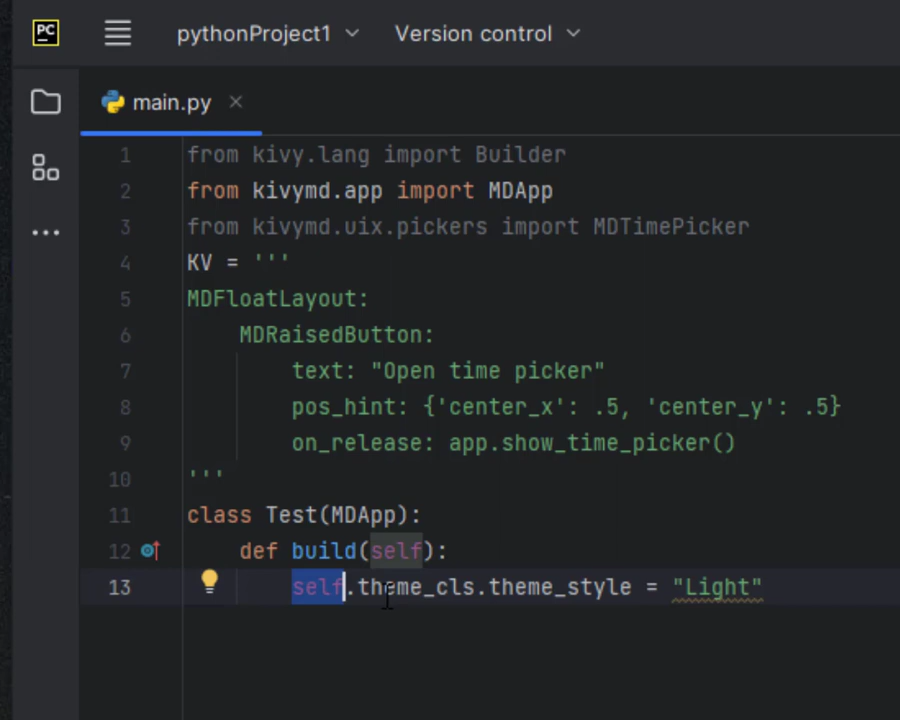 PC pythonProject1 Version control
main.py
1 from kivy.lang import Builder
2 from kivymd.app import MDApp
3 from kivymd.uix.pickers import MDTimePicker
4 KV = '''
5 MDFloatLayout:
6 MDRaisedButton:
7 text: "Open time picker"
8 pos_hint: {'center_x': .5, 'center_y': .5}
9 on_release: app.show_time_picker()
10 '''
11 class Test(MDApp):
12 def build(self):
13 self.theme_cls.theme_style = "Light"